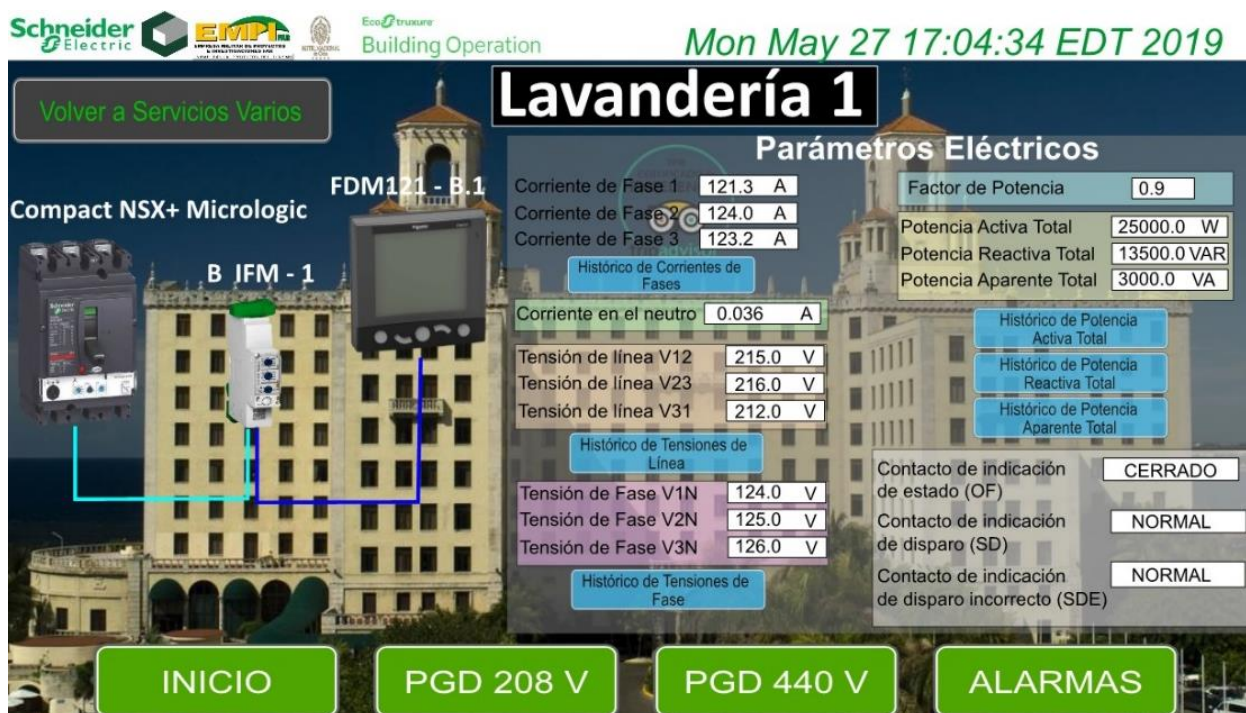 Schneider
Electric
EMPI
EcoStruxure
Building Operation
Mon May 27 17:04:34 EDT 2019
Volver a Servicios Varios
Lavandería 1
Parámetros Eléctricos
Compact NSX+ Micrologic
B IFM - 1
FDM121 - B.1
Corriente de Fase 1 121.3 A
Corriente de Fase 2 124.0 A
Corriente de Fase 3 123.2 A
Histórico de Corrientes de
Fases
Corriente en el neutro 0.036 A
Tensión de línea V12 215.0 V
Tensión de línea V23 216.0 V
Tensión de línea V31 212.0 V
Histórico de Tensiones de
Línea
Tensión de Fase V1N 124.0 V
Tensión de Fase V2N 125.0 V
Tensión de Fase V3N 126.0 V
Histórico de Tensiones de
Fase
Factor de Potencia 0.9
Potencia Activa Total 25000.0 W
Potencia Reactiva Total 13500.0 VAR
Potencia Aparente Total 3000.0 VA
Histórico de Potencia
Activa Total
Histórico de Potencia
Reactiva Total
Histórico de Potencia
Aparente Total
Contacto de indicación CERRADO
de estado (OF)
Contacto de indicación NORMAL
de disparo (SD)
Contacto de indicación NORMAL
de disparo incorrecto (SDE)
INICIO
PGD 208 V
PGD 440 V
ALARMAS